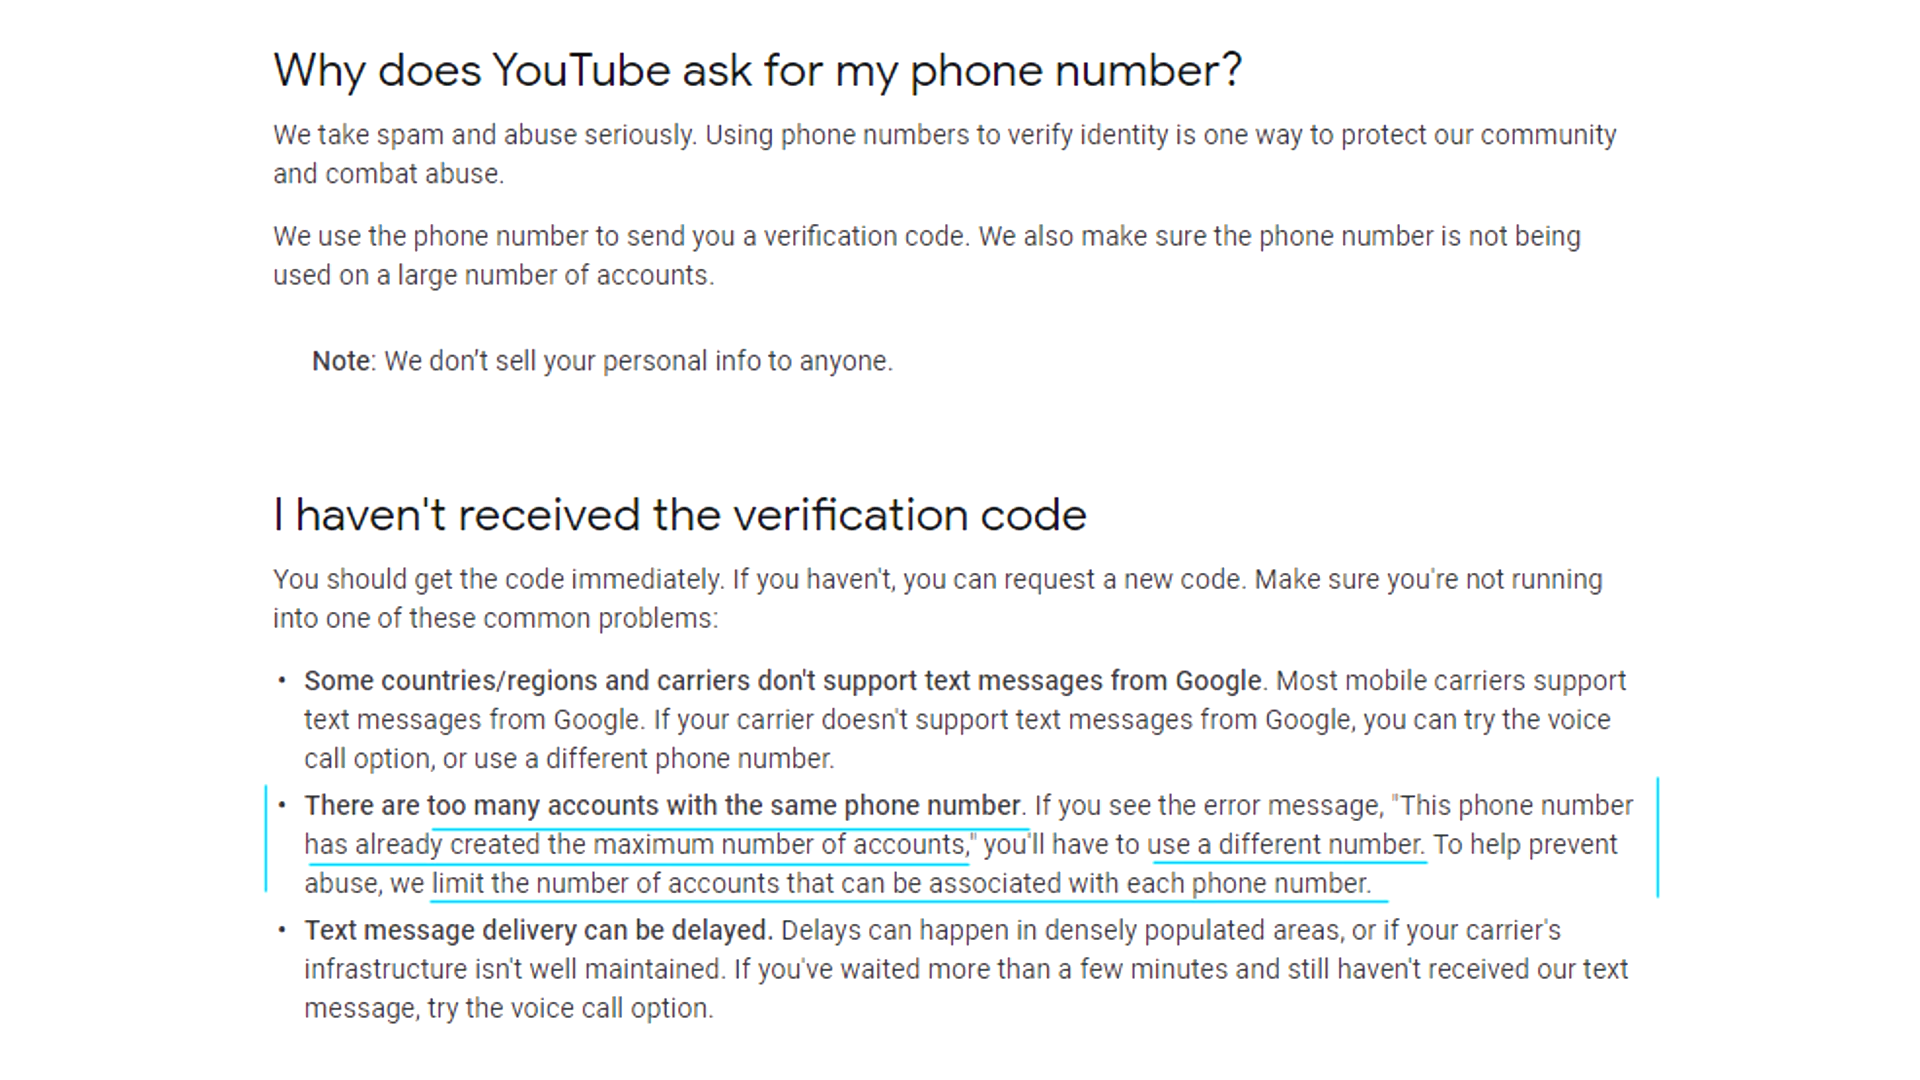 Why does YouTube ask for my phone number?
We take spam and abuse seriously. Using phone numbers to verify identity is one way to protect our community
and combat abuse.
We use the phone number to send you a verification code. We also make sure the phone number is not being
used on a large number of accounts.
Note: We don’t sell your personal info to anyone.
I haven't received the verification code
You should get the code immediately. If you haven't, you can request a new code. Make sure you're not running
into one of these common problems:
• Some countries/regions and carriers don't support text messages from Google. Most mobile carriers support
text messages from Google. If your carrier doesn't support text messages from Google, you can try the voice
call option, or use a different phone number.
• There are too many accounts with the same phone number. If you see the error message, "This phone number
has already created the maximum number of accounts," you'll have to use a different number. To help prevent
abuse, we limit the number of accounts that can be associated with each phone number.
• Text message delivery can be delayed. Delays can happen in densely populated areas, or if your carrier's
infrastructure isn't well maintained. If you've waited more than a few minutes and still haven't received our text
message, try the voice call option.